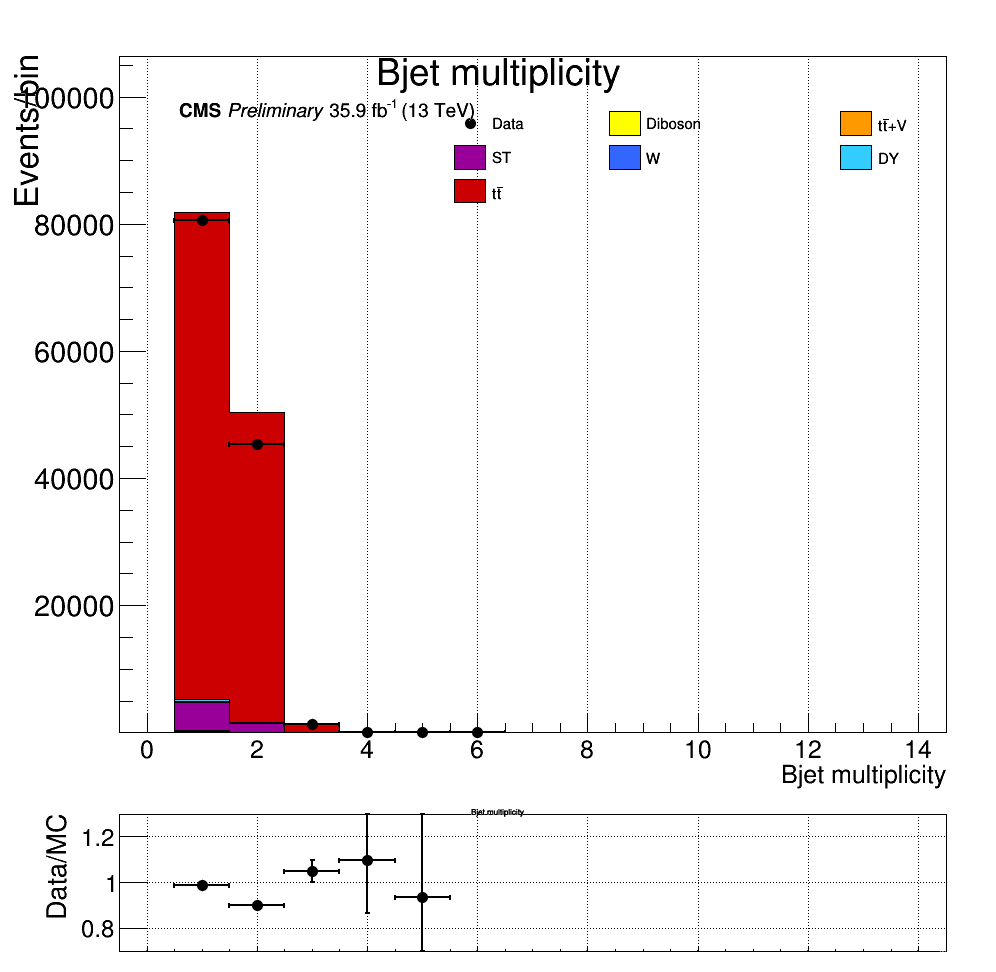 Bjet multiplicity
CMS Preliminary 35.9 fb⁻¹ (13 TeV)
Data
Diboson
tt̄+V
ST
W
DY
tt̄
Events/bin
00000
80000
60000
40000
20000
0 2 4 6 8 10 12 14
Bjet multiplicity
Bjet multiplicity
Data/MC
1.2
1
0.8